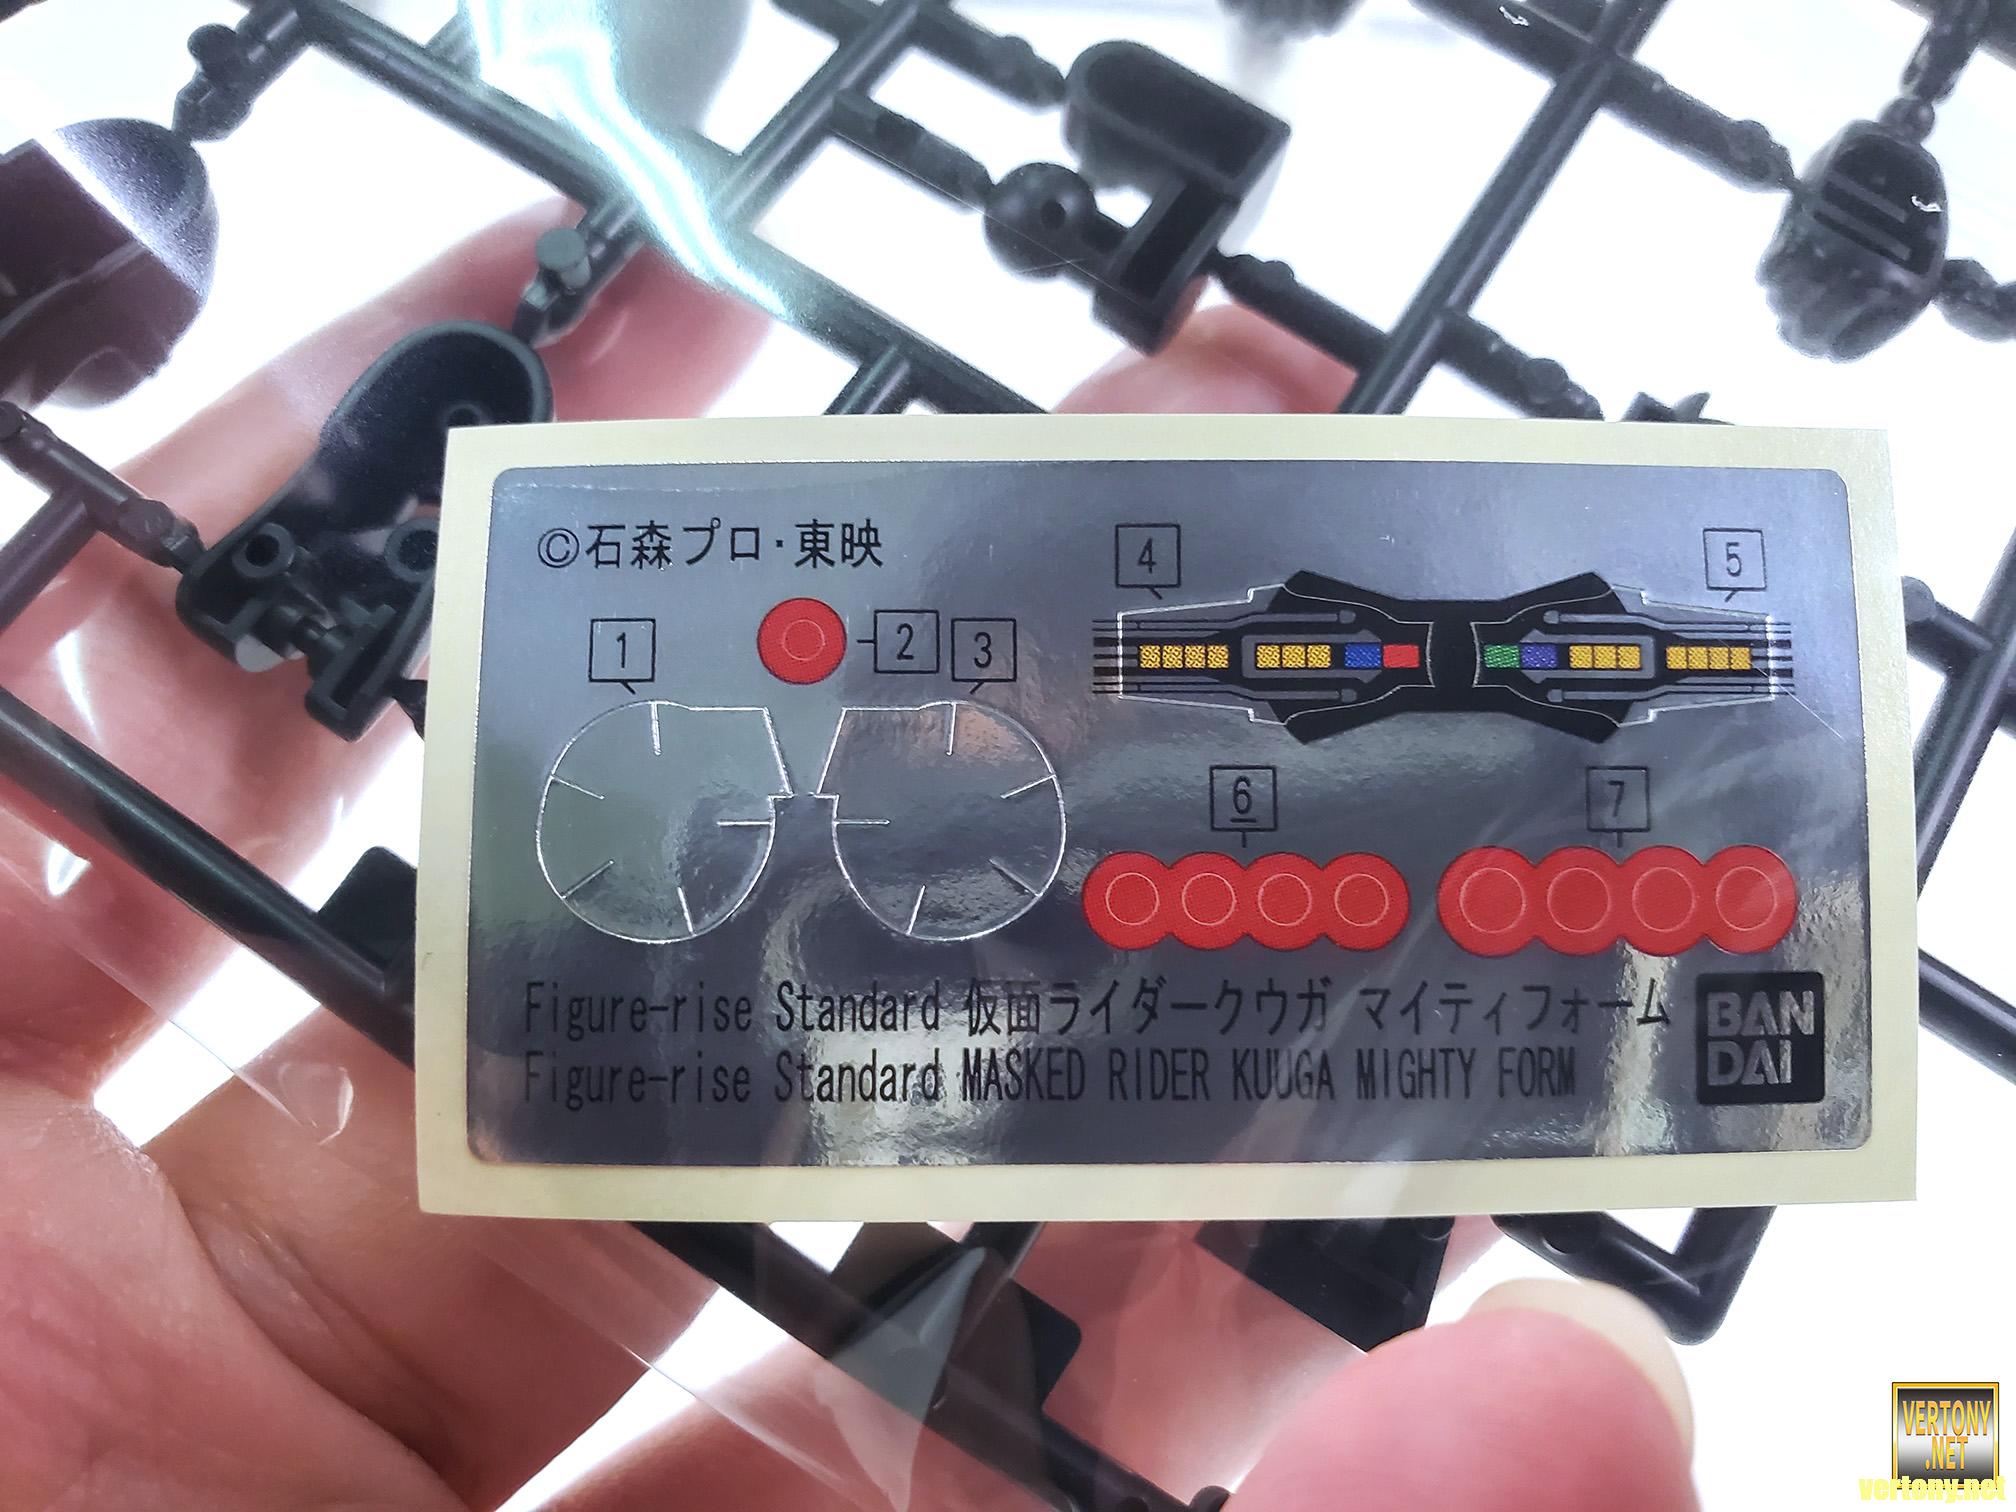 ©石森プロ・東映
1
2
3
4
5
6
7
Figure-rise Standard 仮面ライダークウガ マイティフォーム
Figure-rise Standard MASKED RIDER KUUGA MIGHTY FORM
BAN
DAI
VERTONY
.NET
vertony.net